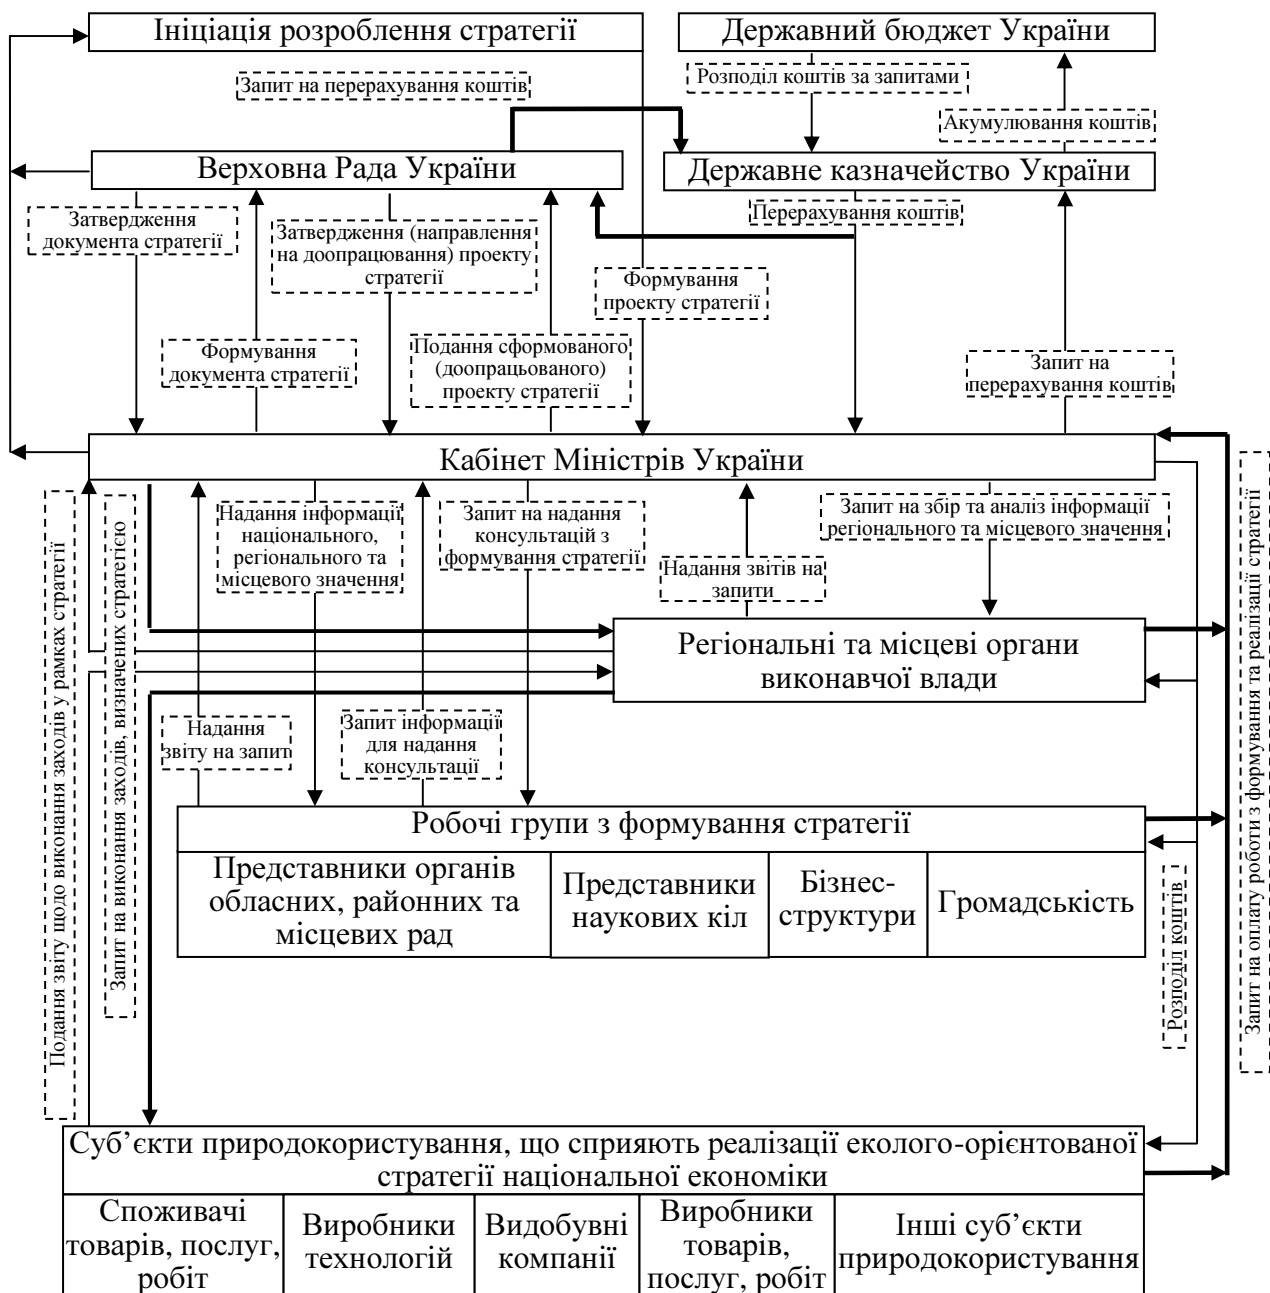 Ініціація розроблення стратегії
Державний бюджет України
Запит на перерахування коштів
Розподіл коштів за запитами
Акумулювання коштів
Верховна Рада України
Державне казначейство України
Затвердження
документа стратегії
Затвердження (направлення
на доопрацювання) проекту
стратегії
Перерахування коштів
Формування
проекту стратегії
Формування
документа стратегії
Подання сформованого
(доопрацьованого)
проекту стратегії
Запит на
перерахування коштів
Кабінет Міністрів України
Подання звіту щодо виконання заходів у рамках стратегії
Запит на виконання заходів, визначених стратегією
Надання інформації
національного,
регіонального та
місцевого значення
Запит на надання
консультацій з
формування стратегії
Запит на збір та аналіз інформації
регіонального та місцевого значення
Надання звітів на
запити
Запит на оплату роботи з формування та реалізації стратегії
Регіональні та місцеві органи
виконавчої влади
Надання
звіту на запит
Запит інформації
для надання
консультації
Робочі групи з формування стратегії
Представники органів
обласних, районних та
місцевих рад
Представники
наукових кіл
Бізнес-
структури
Громадськість
Розподіл коштів
Суб’єкти природокористування, що сприяють реалізації еколого-орієнтованої
стратегії національної економіки
Споживачі
товарів, послуг,
робіт
Виробники
технологій
Видобувні
компанії
Виробники
товарів,
послуг, робіт
Інші суб’єкти
природокористування